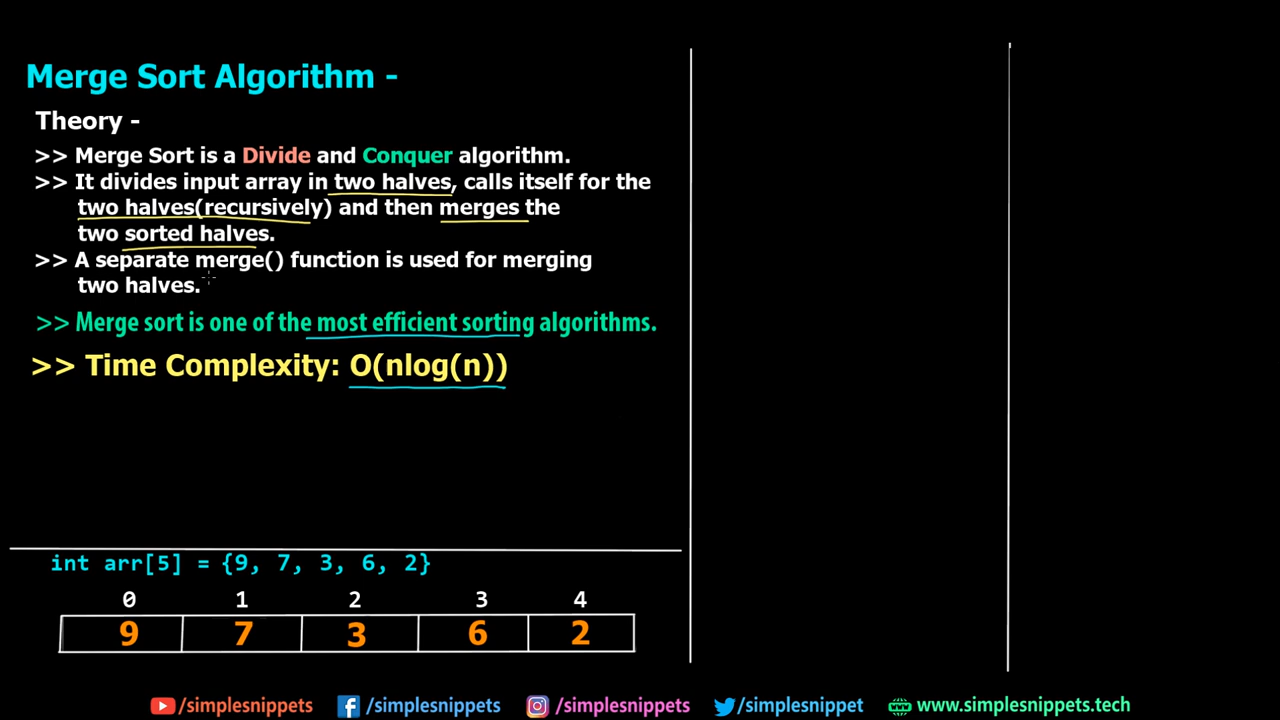 Merge Sort Algorithm -
Theory -
>> Merge Sort is a Divide and Conquer algorithm.
>> It divides input array in two halves, calls itself for the
two halves(recursively) and then merges the
two sorted halves.
>> A separate merge() function is used for merging
two halves.
>> Merge sort is one of the most efficient sorting algorithms.
>> Time Complexity: O(nlog(n))
int arr[5] = {9, 7, 3, 6, 2}
0 1 2 3 4
9 7 3 6 2
/simplesnippets /simplesnippets /simplesnippets /simplesnippet www.simplesnippets.tech